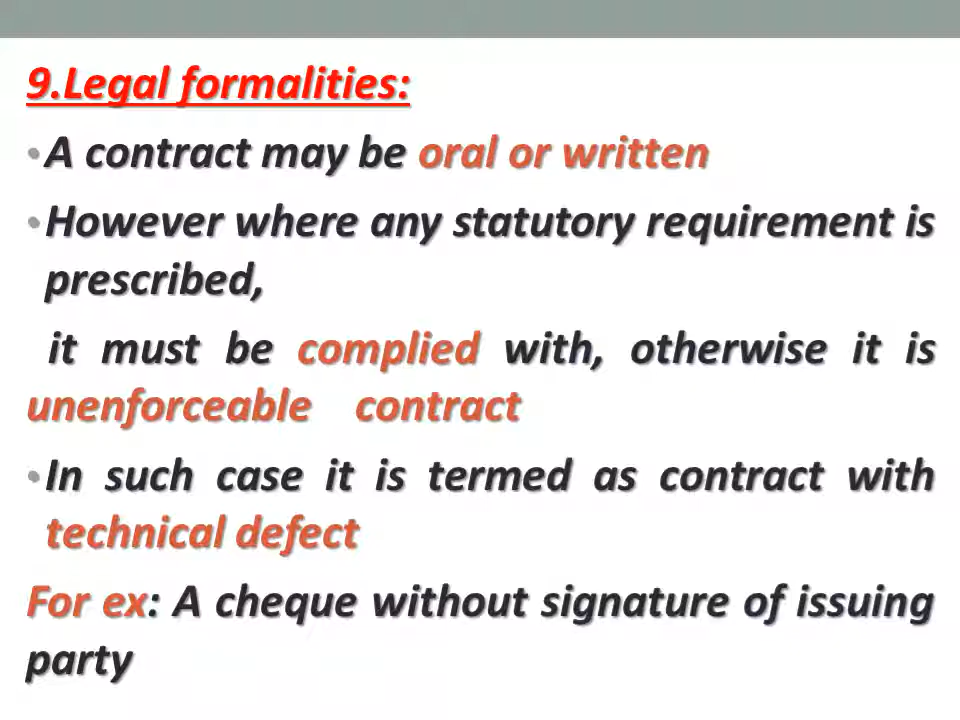 9.Legal formalities:
•A contract may be oral or written
•However where any statutory requirement is
prescribed,
it must be complied with, otherwise it is
unenforceable contract
•In such case it is termed as contract with
technical defect
For ex: A cheque without signature of issuing
party